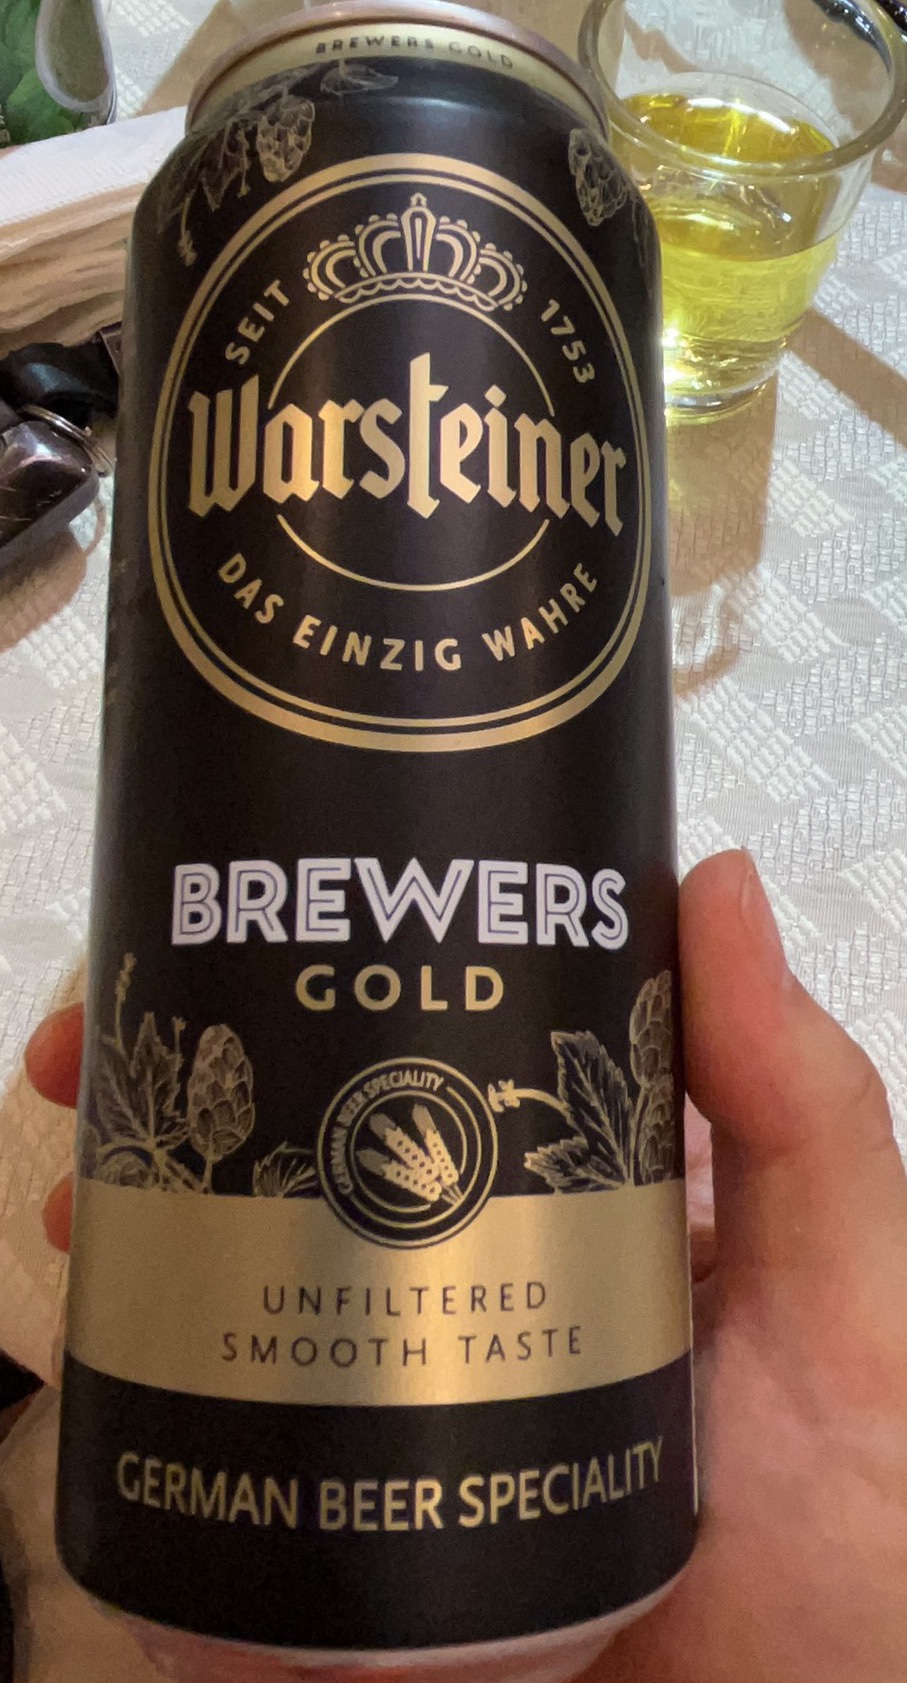 BREWERS GOLD
SEIT 1753
Warsteiner
DAS EINZIG WAHRE
BREWERS
GOLD
GERMAN BEER SPECIALITY
UNFILTERED
SMOOTH TASTE
GERMAN BEER SPECIALITY